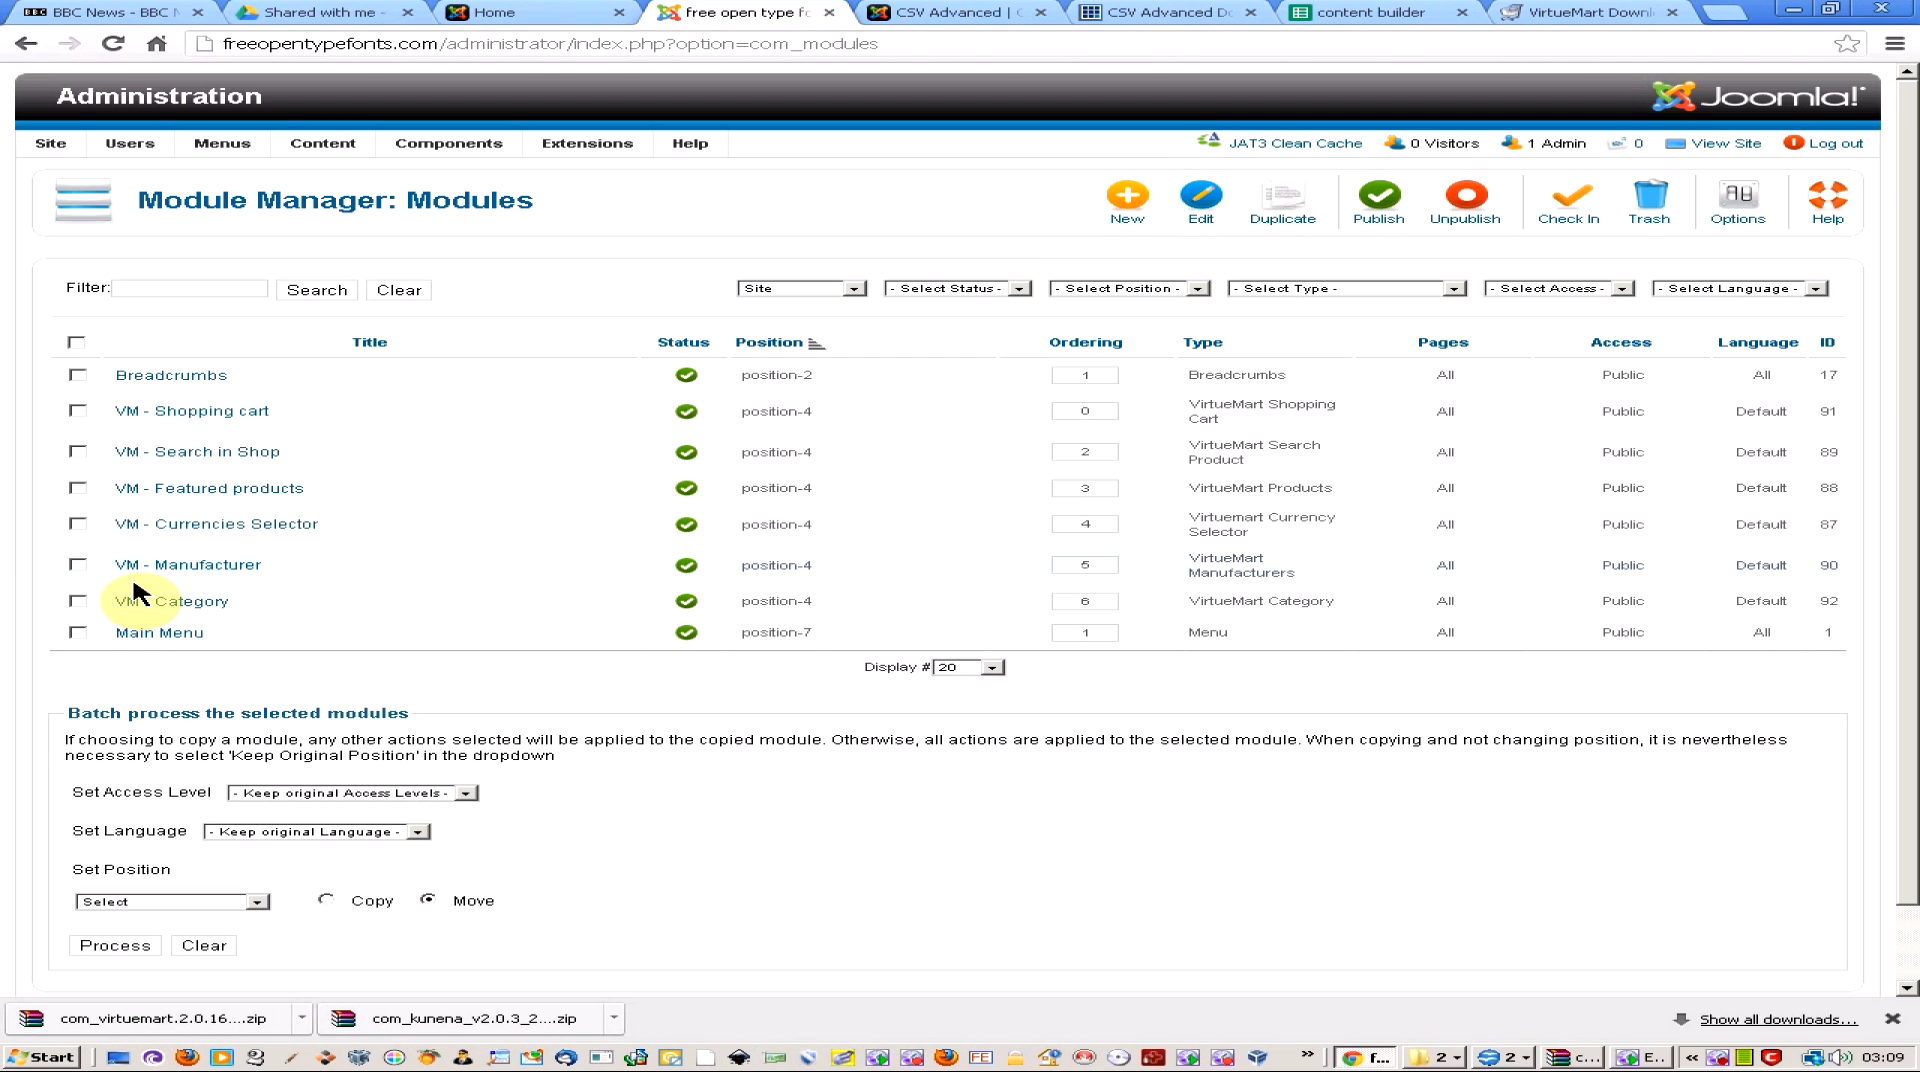 BBC News - BBC N
Shared with me -
Home
free open type fo
CSV Advanced | C
CSV Advanced Do
content builder
VirtueMart Downl
freeopentypefonts.com/administrator/index.php?option=com_modules
Administration
Joomla!
Site Users Menus Content Components Extensions Help
JAT3 Clean Cache 0 Visitors 1 Admin 0 View Site Log out
Module Manager: Modules
New Edit Duplicate Publish Unpublish Check In Trash Options Help
Filter: Search Clear
Site - Select Status - - Select Position - - Select Type - - Select Access - - Select Language -
Title Status Position Ordering Type Pages Access Language ID
Breadcrumbs position-2 1 Breadcrumbs All Public All 17
VM - Shopping cart position-4 0 VirtueMart Shopping Cart All Public Default 91
VM - Search in Shop position-4 2 VirtueMart Search Product All Public Default 89
VM - Featured products position-4 3 VirtueMart Products All Public Default 88
VM - Currencies Selector position-4 4 Virtuemart Currency Selector All Public Default 87
VM - Manufacturer position-4 5 VirtueMart Manufacturers All Public Default 90
VM - Category position-4 6 VirtueMart Category All Public Default 92
Main Menu position-7 1 Menu All Public All 1
Display # 20
Batch process the selected modules
If choosing to copy a module, any other actions selected will be applied to the copied module. Otherwise, all actions are applied to the selected module. When copying and not changing position, it is nevertheless
necessary to select 'Keep Original Position' in the dropdown
Set Access Level - Keep original Access Levels -
Set Language - Keep original Language -
Set Position
Select Copy Move
Process Clear
com_virtuemart.2.0.16....zip com_kunena_v2.0.3_2....zip Show all downloads...
Start FE » f... 2 2 c... E.. « 03:09